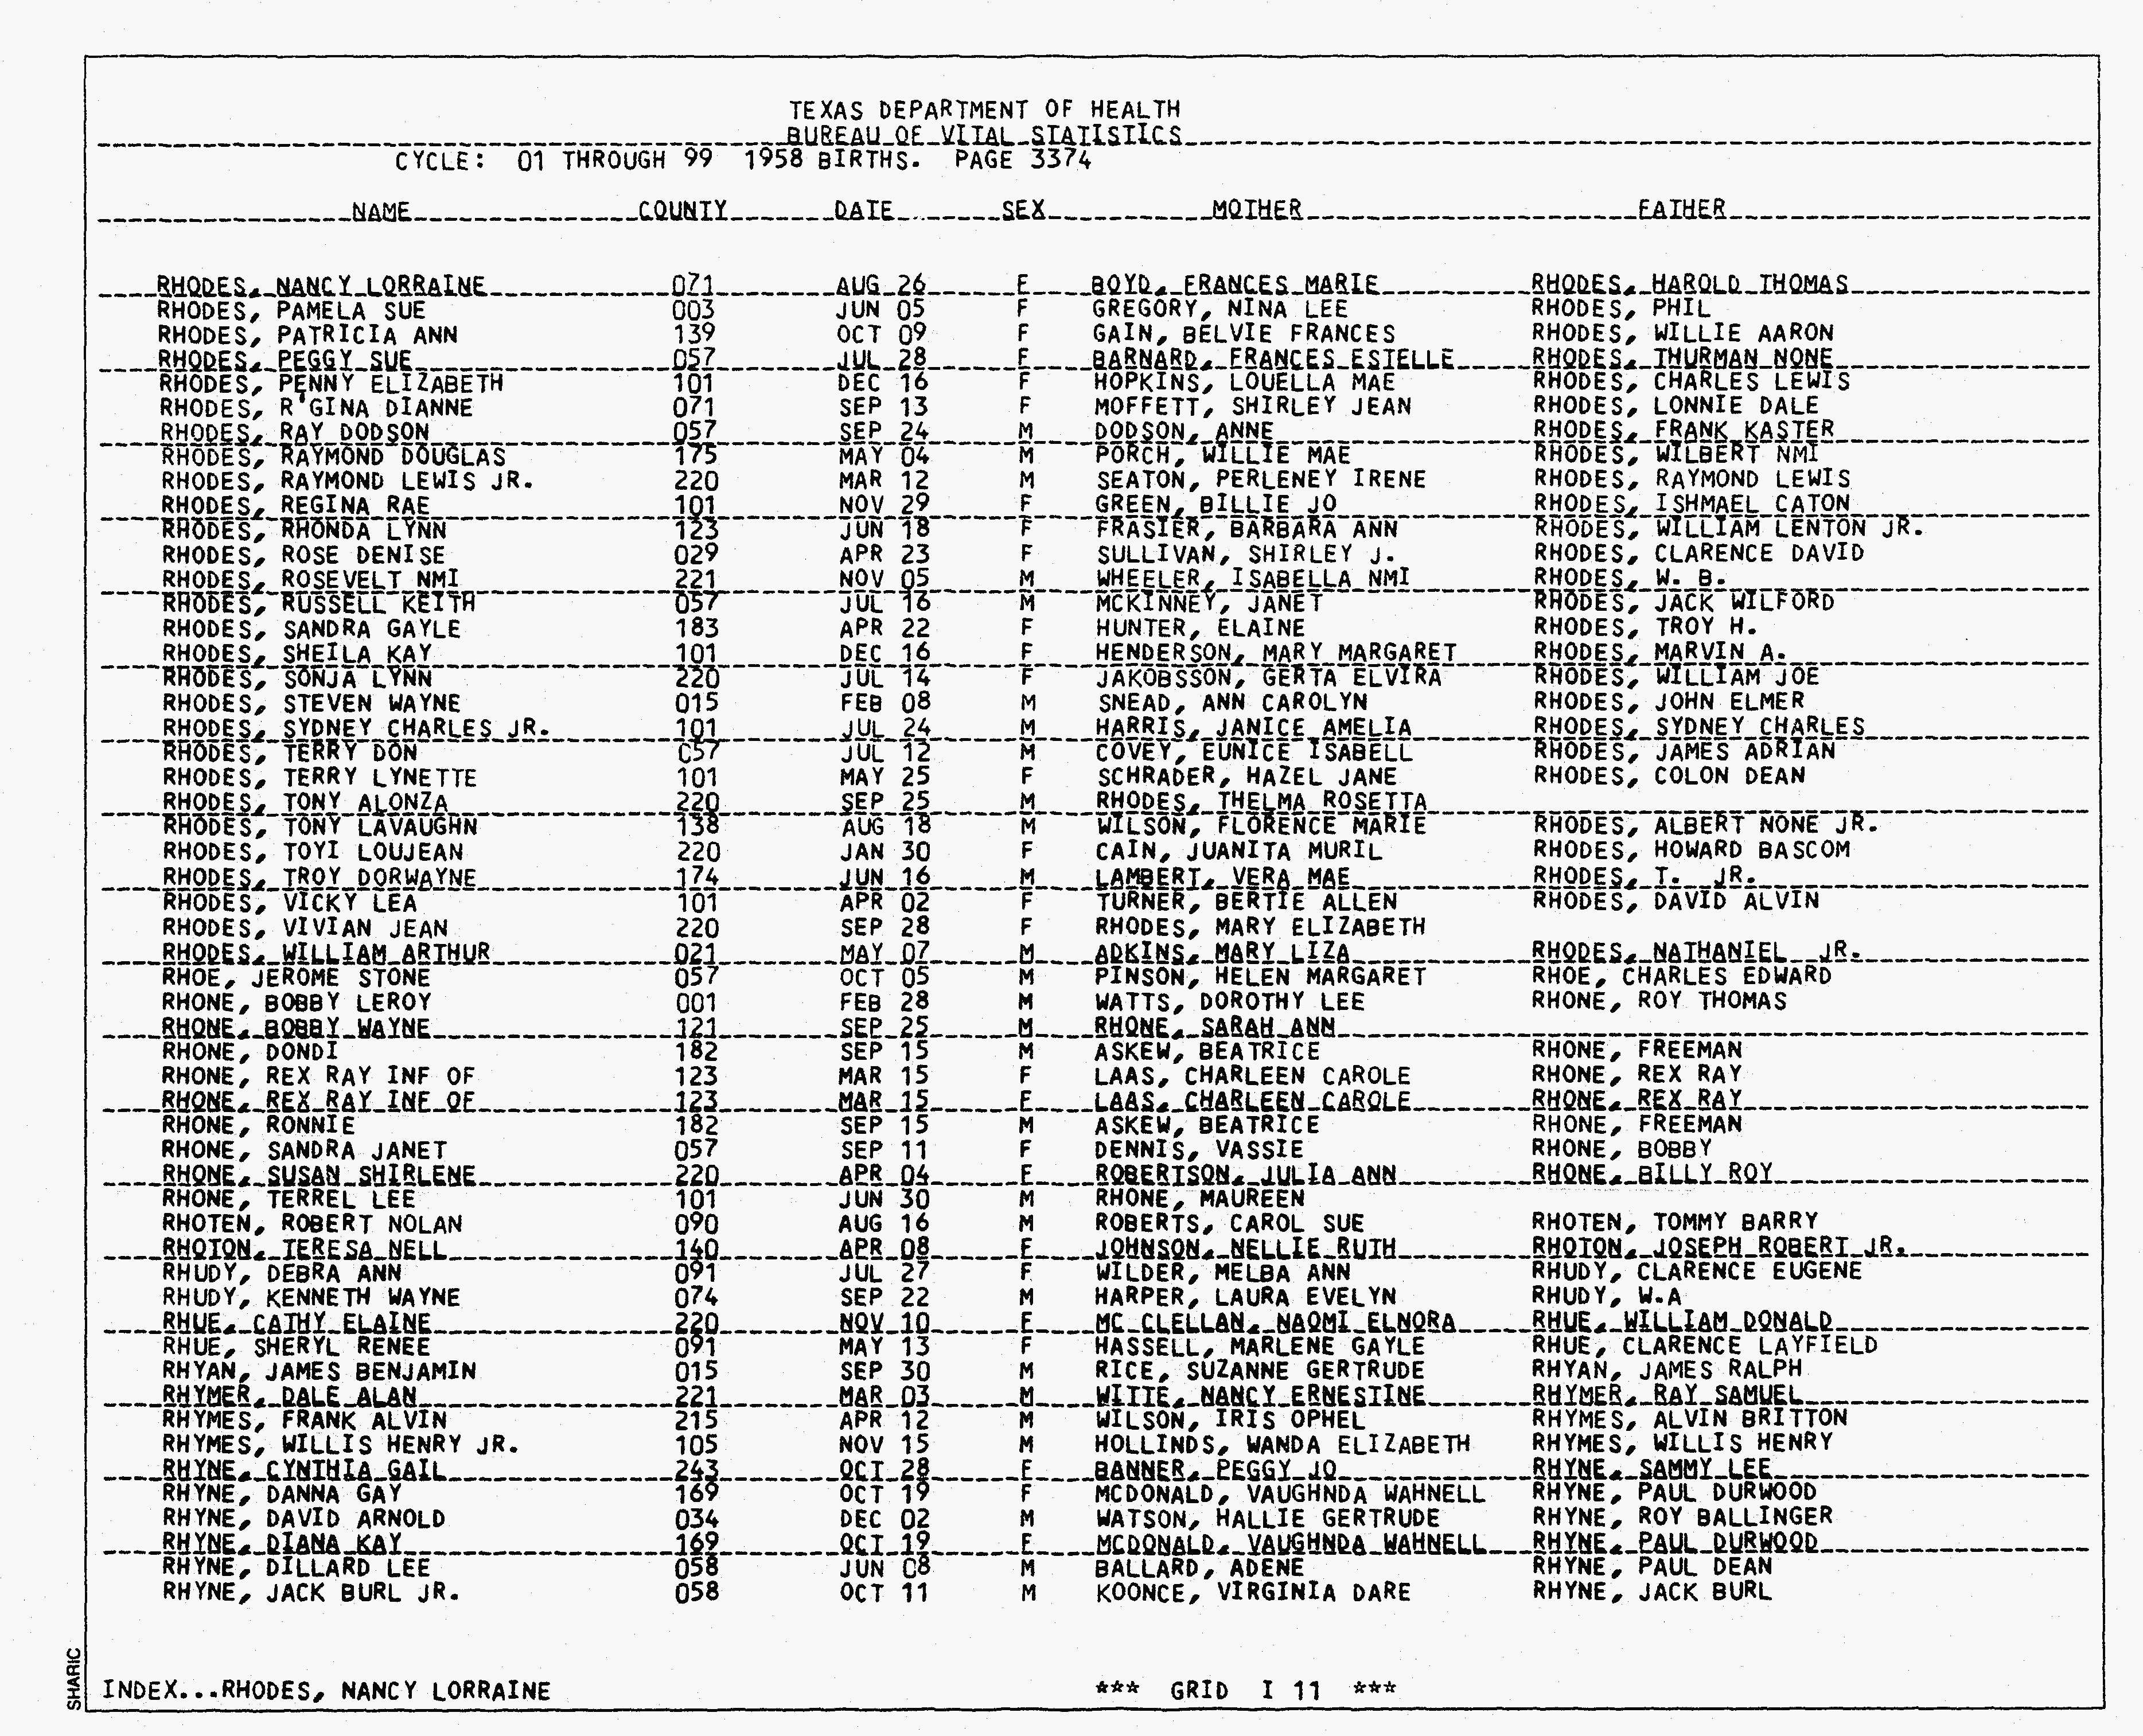 TEXAS DEPARTMENT OF HEALTH
BUREAU OF VITAL STATISTICS
CYCLE: 01 THROUGH 99 1958 BIRTHS. PAGE 3374
NAME COUNTY DATE SEX MOTHER FATHER
RHODES, NANCY LORRAINE 071 AUG 26 F BOYD, FRANCES MARIE RHODES, HAROLD THOMAS
RHODES, PAMELA SUE 003 JUN 05 F GREGORY, NINA LEE RHODES, PHIL
RHODES, PATRICIA ANN 139 OCT 09 F GAIN, BELVIE FRANCES RHODES, WILLIE AARON
RHODES, PEGGY SUE 057 JUL 28 F BARNARD, FRANCES ESTELLE RHODES, THURMAN NONE
RHODES, PENNY ELIZABETH 101 DEC 16 F HOPKINS, LOUELLA MAE RHODES, CHARLES LEWIS
RHODES, R'GINA DIANNE 071 SEP 13 F MOFFETT, SHIRLEY JEAN RHODES, LONNIE DALE
RHODES, RAY DODSON 057 SEP 24 M DODSON, ANNE RHODES, FRANK KASTER
RHODES, RAYMOND DOUGLAS 175 MAY 04 M PORCH, WILLIE MAE RHODES, WILBERT NMI
RHODES, RAYMOND LEWIS JR. 220 MAR 12 M SEATON, PERLENEY IRENE RHODES, RAYMOND LEWIS
RHODES, REGINA RAE 101 NOV 29 F GREEN, BILLIE JO RHODES, ISHMAEL CATON
RHODES, RHONDA LYNN 123 JUN 18 F FRASIER, BARBARA ANN RHODES, WILLIAM LENTON JR.
RHODES, ROSE DENISE 029 APR 23 F SULLIVAN, SHIRLEY J. RHODES, CLARENCE DAVID
RHODES, ROSEVELT NMI 221 NOV 05 M WHEELER, ISABELLA NMI RHODES, W. B.
RHODES, RUSSELL KEITH 057 JUL 16 M MCKINNEY, JANET RHODES, JACK WILFORD
RHODES, SANDRA GAYLE 183 APR 22 F HUNTER, ELAINE RHODES, TROY H.
RHODES, SHEILA KAY 101 DEC 16 F HENDERSON, MARY MARGARET RHODES, MARVIN A.
RHODES, SONJA LYNN 220 JUL 14 F JAKOBSSON, GERTA ELVIRA RHODES, WILLIAM JOE
RHODES, STEVEN WAYNE 015 FEB 08 M SNEAD, ANN CAROLYN RHODES, JOHN ELMER
RHODES, SYDNEY CHARLES JR. 101 JUL 24 M HARRIS, JANICE AMELIA RHODES, SYDNEY CHARLES
RHODES, TERRY DON 057 JUL 12 M COVEY, EUNICE ISABELL RHODES, JAMES ADRIAN
RHODES, TERRY LYNETTE 101 MAY 25 F SCHRADER, HAZEL JANE RHODES, COLON DEAN
RHODES, TONY ALONZA 220 SEP 25 M RHODES, THELMA ROSETTA
RHODES, TONY LAVAUGHN 138 AUG 18 M WILSON, FLORENCE MARIE RHODES, ALBERT NONE JR.
RHODES, TOYI LOUJEAN 220 JAN 30 F CAIN, JUANITA MURIL RHODES, HOWARD BASCOM
RHODES, TROY DORWAYNE 174 JUN 16 M LAMBERT, VERA MAE RHODES, T. JR.
RHODES, VICKY LEA 101 APR 02 F TURNER, BERTIE ALLEN RHODES, DAVID ALVIN
RHODES, VIVIAN JEAN 220 SEP 28 F RHODES, MARY ELIZABETH
RHODES, WILLIAM ARTHUR 021 MAY 07 M ADKINS, MARY LIZA RHODES, NATHANIEL JR.
RHOE, JEROME STONE 057 OCT 05 M PINSON, HELEN MARGARET RHOE, CHARLES EDWARD
RHONE, BOBBY LEROY 001 FEB 28 M WATTS, DOROTHY LEE RHONE, ROY THOMAS
RHONE, BOBBY WAYNE 121 SEP 25 M RHONE, SARAH ANN
RHONE, DONDI 182 SEP 15 M ASKEW, BEATRICE RHONE, FREEMAN
RHONE, REX RAY INF OF 123 MAR 15 F LAAS, CHARLEEN CAROLE RHONE, REX RAY
RHONE, REX RAY INF OF 123 MAR 15 F LAAS, CHARLEEN CAROLE RHONE, REX RAY
RHONE, RONNIE 182 SEP 15 M ASKEW, BEATRICE RHONE, FREEMAN
RHONE, SANDRA JANET 057 SEP 11 F DENNIS, VASSIE RHONE, BOBBY
RHONE, SUSAN SHIRLENE 220 APR 04 F ROBERTSON, JULIA ANN RHONE, BILLY ROY
RHONE, TERREL LEE 101 JUN 30 M RHONE, MAUREEN
RHOTEN, ROBERT NOLAN 090 AUG 16 M ROBERTS, CAROL SUE RHOTEN, TOMMY BARRY
RHOTON, TERESA NELL 140 APR 08 F JOHNSON, NELLIE RUTH RHOTON, JOSEPH ROBERT JR.
RHUDY, DEBRA ANN 091 JUL 27 F WILDER, MELBA ANN RHUDY, CLARENCE EUGENE
RHUDY, KENNETH WAYNE 074 SEP 22 M HARPER, LAURA EVELYN RHUDY, W.A
RHUE, CATHY ELAINE 220 NOV 10 F MC CLELLAN, NAOMI ELNORA RHUE, WILLIAM DONALD
RHUE, SHERYL RENEE 091 MAY 13 F HASSELL, MARLENE GAYLE RHUE, CLARENCE LAYFIELD
RHYAN, JAMES BENJAMIN 015 SEP 30 M RICE, SUZANNE GERTRUDE RHYAN, JAMES RALPH
RHYMER, DALE ALAN 221 MAR 03 M WITTE, NANCY ERNESTINE RHYMER, RAY SAMUEL
RHYMES, FRANK ALVIN 215 APR 12 M WILSON, IRIS OPHEL RHYMES, ALVIN BRITTON
RHYMES, WILLIS HENRY JR. 105 NOV 15 M HOLLINDS, WANDA ELIZABETH RHYMES, WILLIS HENRY
RHYNE, CYNTHIA GAIL 243 OCT 28 F BANNER, PEGGY JO RHYNE, SAMMY LEE
RHYNE, DANNA GAY 169 OCT 19 F MCDONALD, VAUGHNDA WAHNELL RHYNE, PAUL DURWOOD
RHYNE, DAVID ARNOLD 034 DEC 02 M WATSON, HALLIE GERTRUDE RHYNE, ROY BALLINGER
RHYNE, DIANA KAY 169 OCT 19 F MCDONALD, VAUGHNDA WAHNELL RHYNE, PAUL DURWOOD
RHYNE, DILLARD LEE 058 JUN 08 M BALLARD, ADENE RHYNE, PAUL DEAN
RHYNE, JACK BURL JR. 058 OCT 11 M KOONCE, VIRGINIA DARE RHYNE, JACK BURL
SHARIC
INDEX...RHODES, NANCY LORRAINE *** GRID I 11 ***